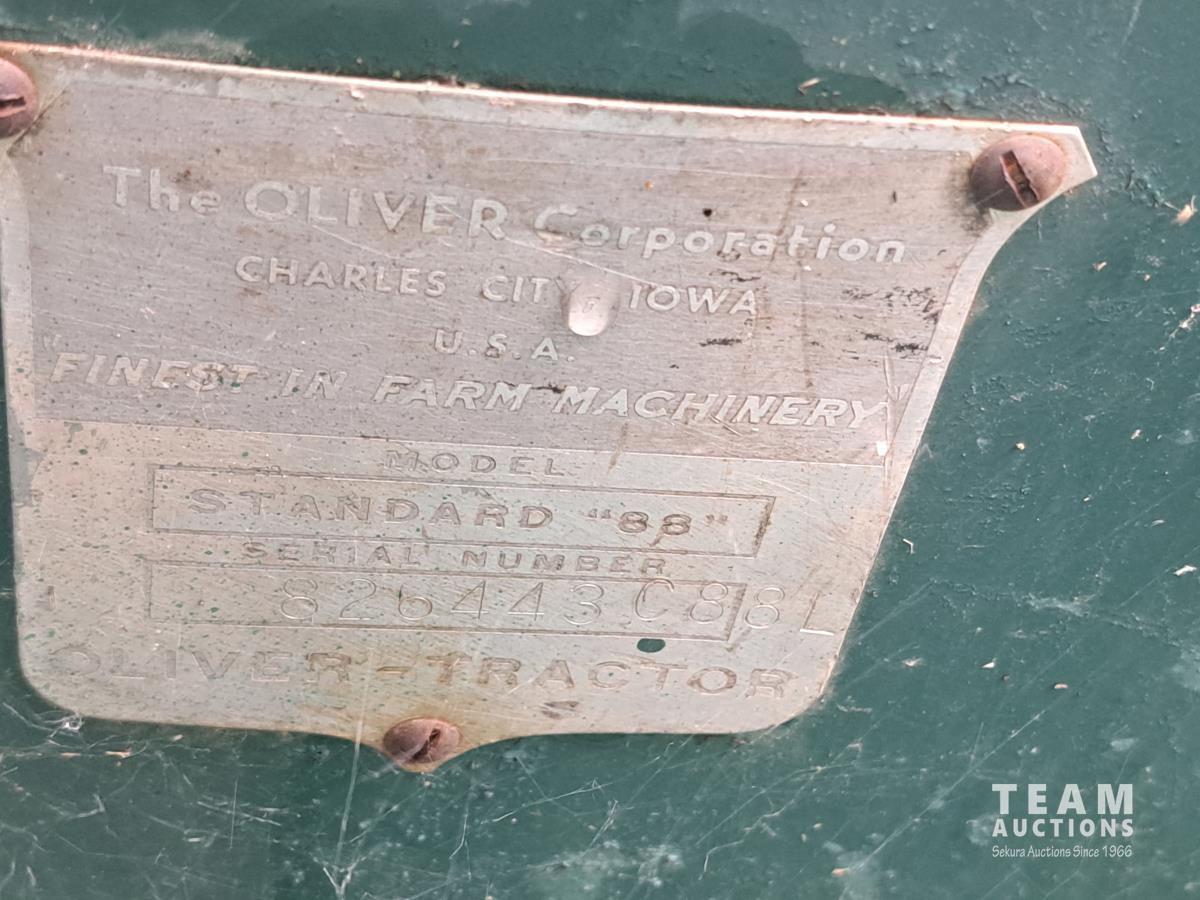 The OLIVER Corporation
CHARLES CITY IOWA
U.S.A.
"FINEST IN FARM MACHINERY"
MODEL
STANDARD "88"
SERIAL NUMBER
826443C88L
OLIVER-TRACTOR
TEAM
AUCTIONS
Sekura Auctions Since 1966